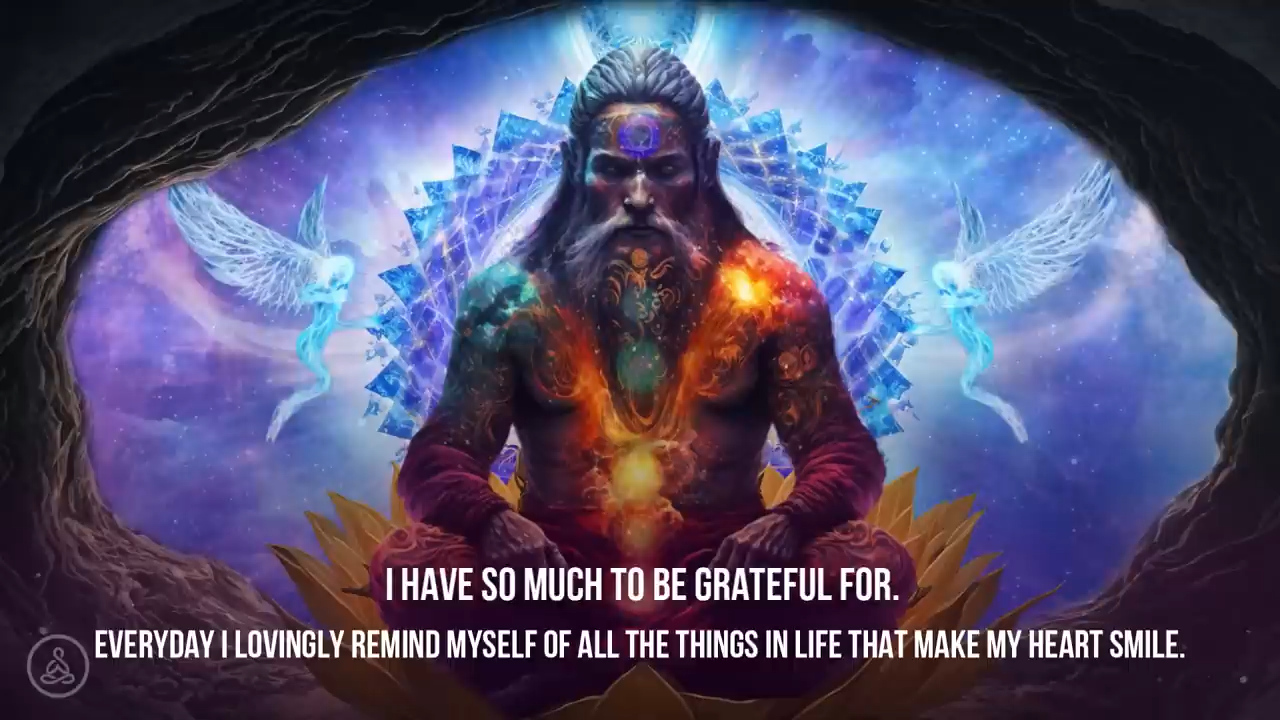 I HAVE SO MUCH TO BE GRATEFUL FOR.
EVERYDAY I LOVINGLY REMIND MYSELF OF ALL THE THINGS IN LIFE THAT MAKE MY HEART SMILE.